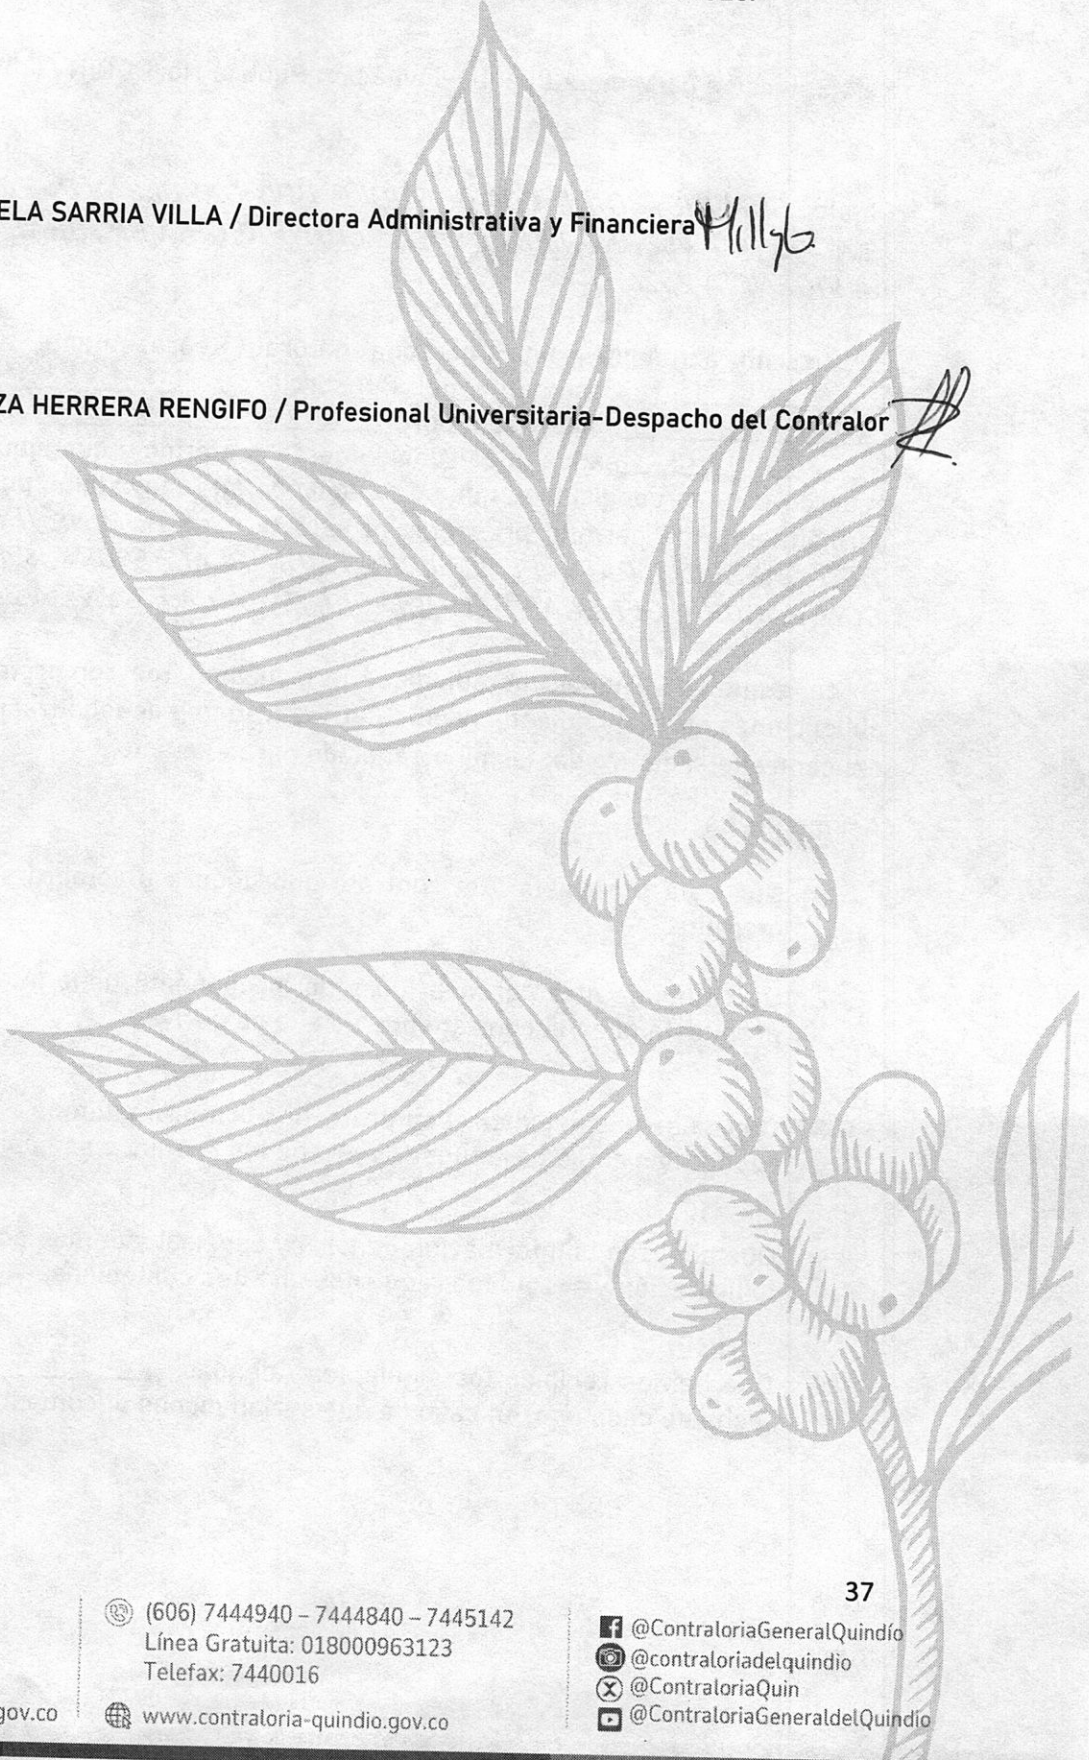 ELA SARRIA VILLA / Directora Administrativa y Financiera
ZA HERRERA RENGIFO / Profesional Universitaria-Despacho del Contralor
37
(606) 7444940 – 7444840 – 7445142
Línea Gratuita: 018000963123
Telefax: 7440016
gov.co
www.contraloria-quindio.gov.co
@ContraloriaGeneralQuindío
@contraloriadelquindio
@ContraloriaQuin
@ContraloriaGeneraldelQuindio